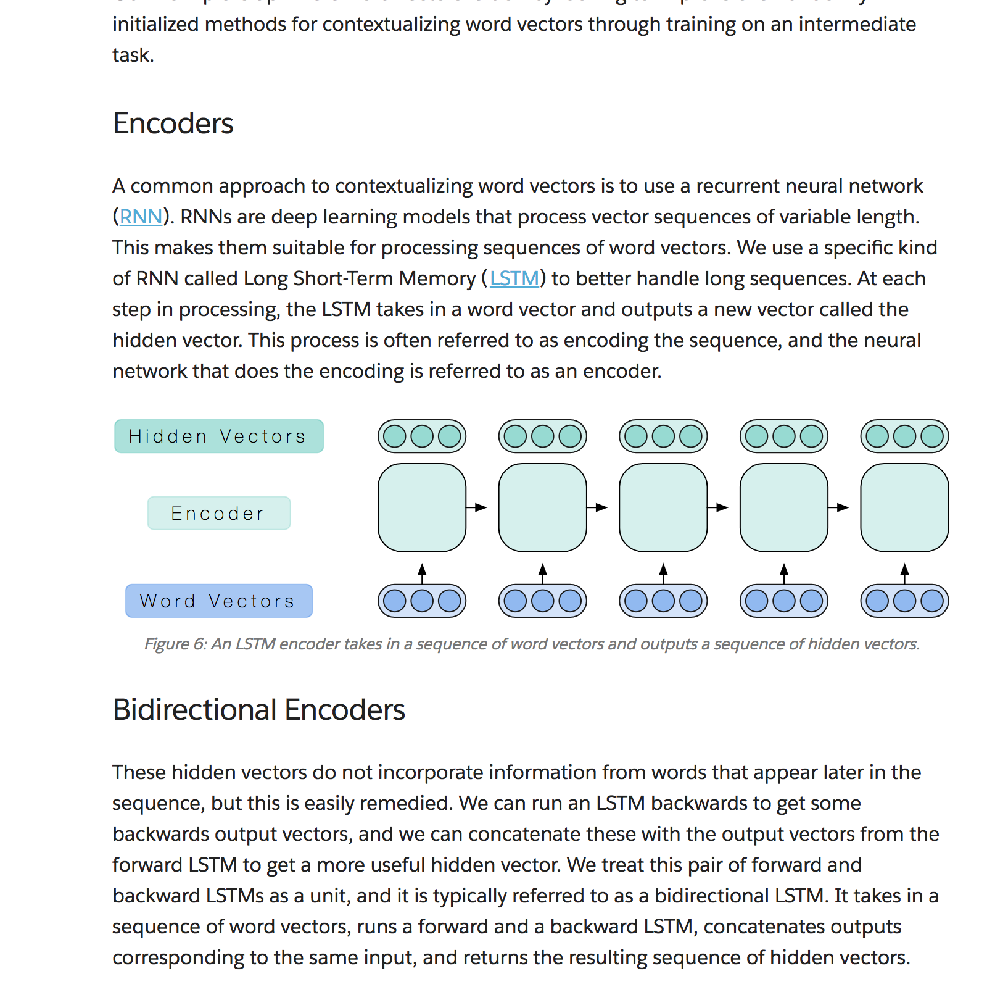 initialized methods for contextualizing word vectors through training on an intermediate
task.
Encoders
A common approach to contextualizing word vectors is to use a recurrent neural network
(RNN). RNNs are deep learning models that process vector sequences of variable length.
This makes them suitable for processing sequences of word vectors. We use a specific kind
of RNN called Long Short-Term Memory (LSTM) to better handle long sequences. At each
step in processing, the LSTM takes in a word vector and outputs a new vector called the
hidden vector. This process is often referred to as encoding the sequence, and the neural
network that does the encoding is referred to as an encoder.
Hidden Vectors
Encoder
Word Vectors
Figure 6: An LSTM encoder takes in a sequence of word vectors and outputs a sequence of hidden vectors.
Bidirectional Encoders
These hidden vectors do not incorporate information from words that appear later in the
sequence, but this is easily remedied. We can run an LSTM backwards to get some
backwards output vectors, and we can concatenate these with the output vectors from the
forward LSTM to get a more useful hidden vector. We treat this pair of forward and
backward LSTMs as a unit, and it is typically referred to as a bidirectional LSTM. It takes in a
sequence of word vectors, runs a forward and a backward LSTM, concatenates outputs
corresponding to the same input, and returns the resulting sequence of hidden vectors.